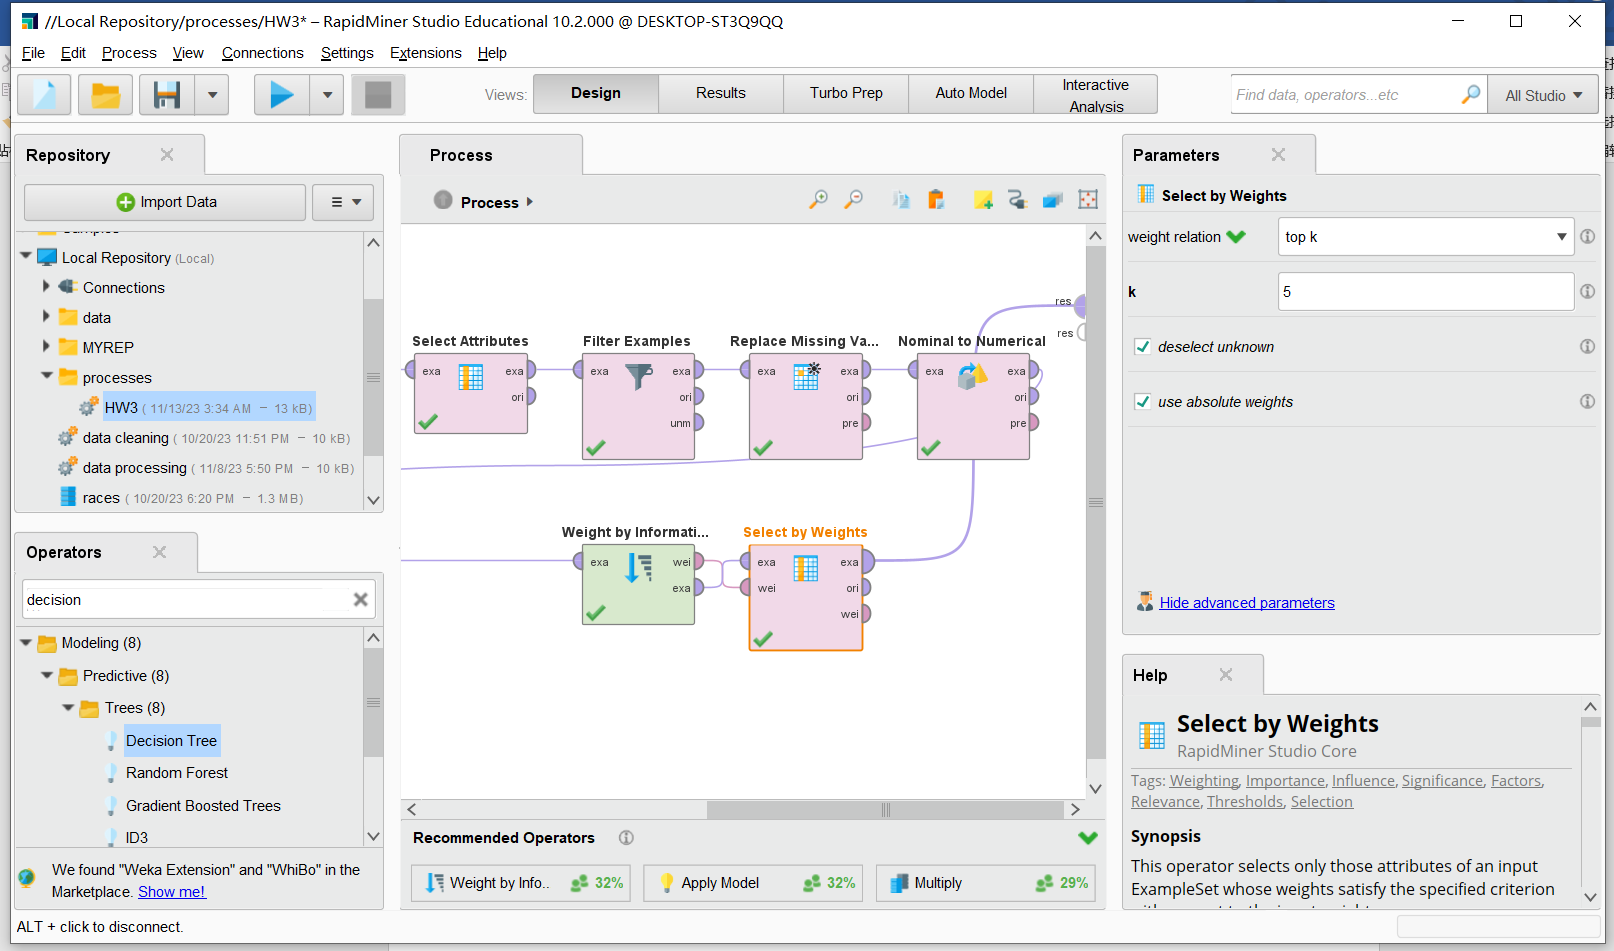 //Local Repository/processes/HW3* – RapidMiner Studio Educational 10.2.000 @ DESKTOP-ST3Q9QQ
File Edit Process View Connections Settings Extensions Help
Views: Design Results Turbo Prep Auto Model Interactive Analysis
Find data, operators...etc
All Studio
Repository
Import Data
Samples
Local Repository (Local)
Connections
data
MYREP
processes
HW3 ( 11/13/23 3:34 AM – 13 kB)
data cleaning ( 10/20/23 11:51 PM – 10 kB)
data processing ( 11/8/23 5:50 PM – 10 kB)
races ( 10/20/23 6:20 PM – 1.3 MB)
Operators
decision
Modeling (8)
Predictive (8)
Trees (8)
Decision Tree
Random Forest
Gradient Boosted Trees
ID3
We found "Weka Extension" and "WhiBo" in the
Marketplace. Show me!
ALT + click to disconnect.
Process
Process
res
res
Select Attributes
exa exa
ori
Filter Examples
exa exa
ori
unm
Replace Missing Va...
exa exa
ori
pre
Nominal to Numerical
exa exa
ori
pre
Weight by Informati...
exa wei
exa
Select by Weights
exa exa
wei ori
wei
Recommended Operators
Weight by Info.. 32%
Apply Model 32%
Multiply 29%
Parameters
Select by Weights
weight relation top k
k 5
deselect unknown
use absolute weights
Hide advanced parameters
Help
Select by Weights
RapidMiner Studio Core
Tags: Weighting, Importance, Influence, Significance, Factors,
Relevance, Thresholds, Selection
Synopsis
This operator selects only those attributes of an input
ExampleSet whose weights satisfy the specified criterion